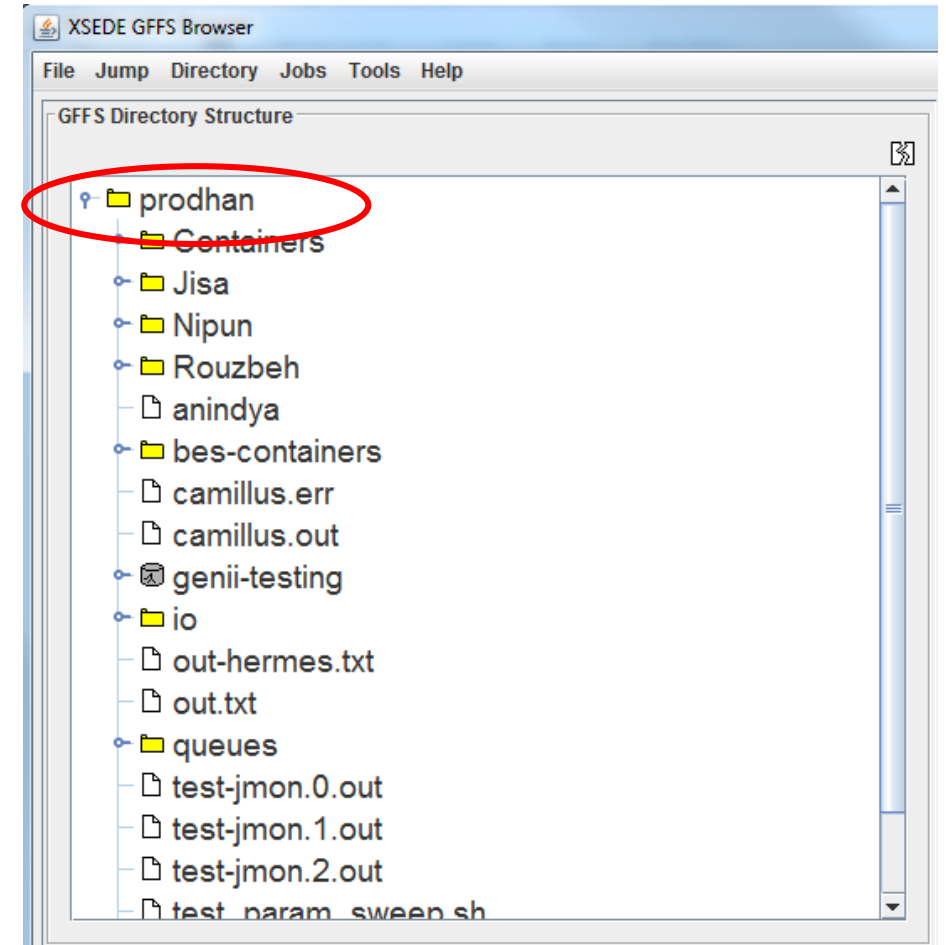 XSEDE GFFS Browser
File Jump Directory Jobs Tools Help
GFFS Directory Structure
prodhan
Containers
Jisa
Nipun
Rouzbeh
anindya
bes-containers
camillus.err
camillus.out
genii-testing
io
out-hermes.txt
out.txt
queues
test-jmon.0.out
test-jmon.1.out
test-jmon.2.out
test_param_sweep.sh